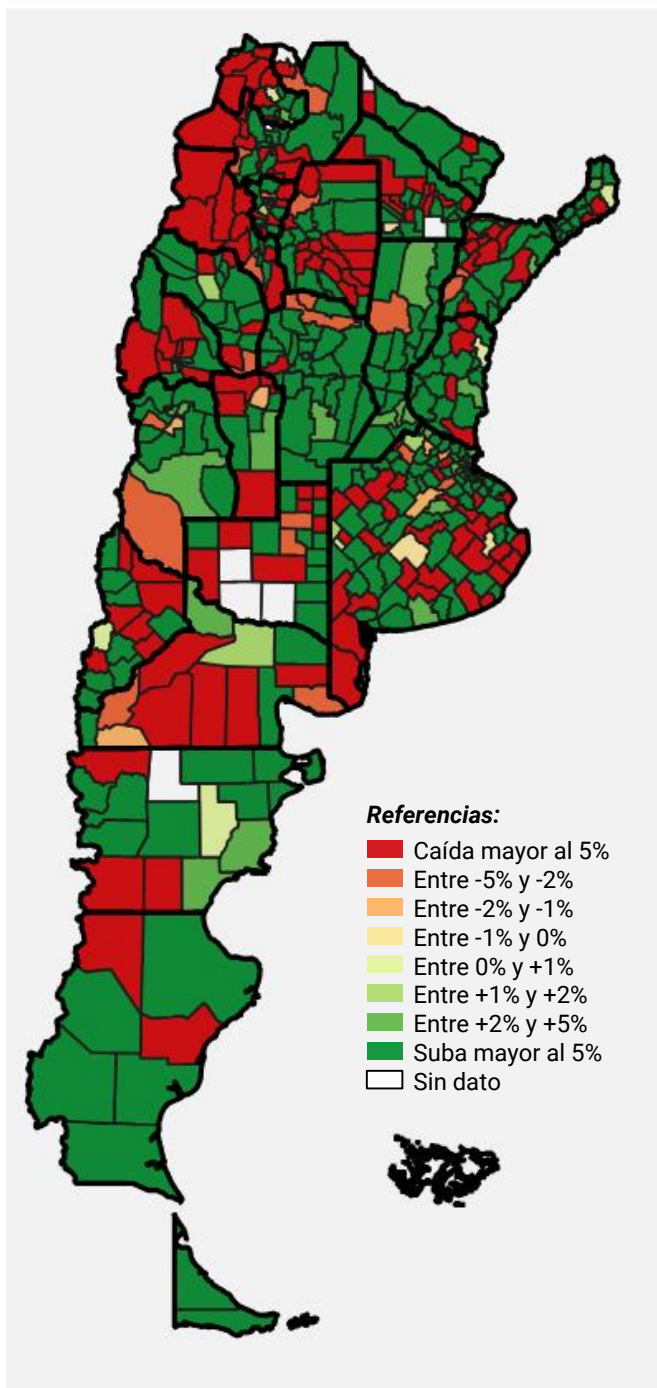 Referencias:
Caída mayor al 5%
Entre -5% y -2%
Entre -2% y -1%
Entre -1% y 0%
Entre 0% y +1%
Entre +1% y +2%
Entre +2% y +5%
Suba mayor al 5%
Sin dato